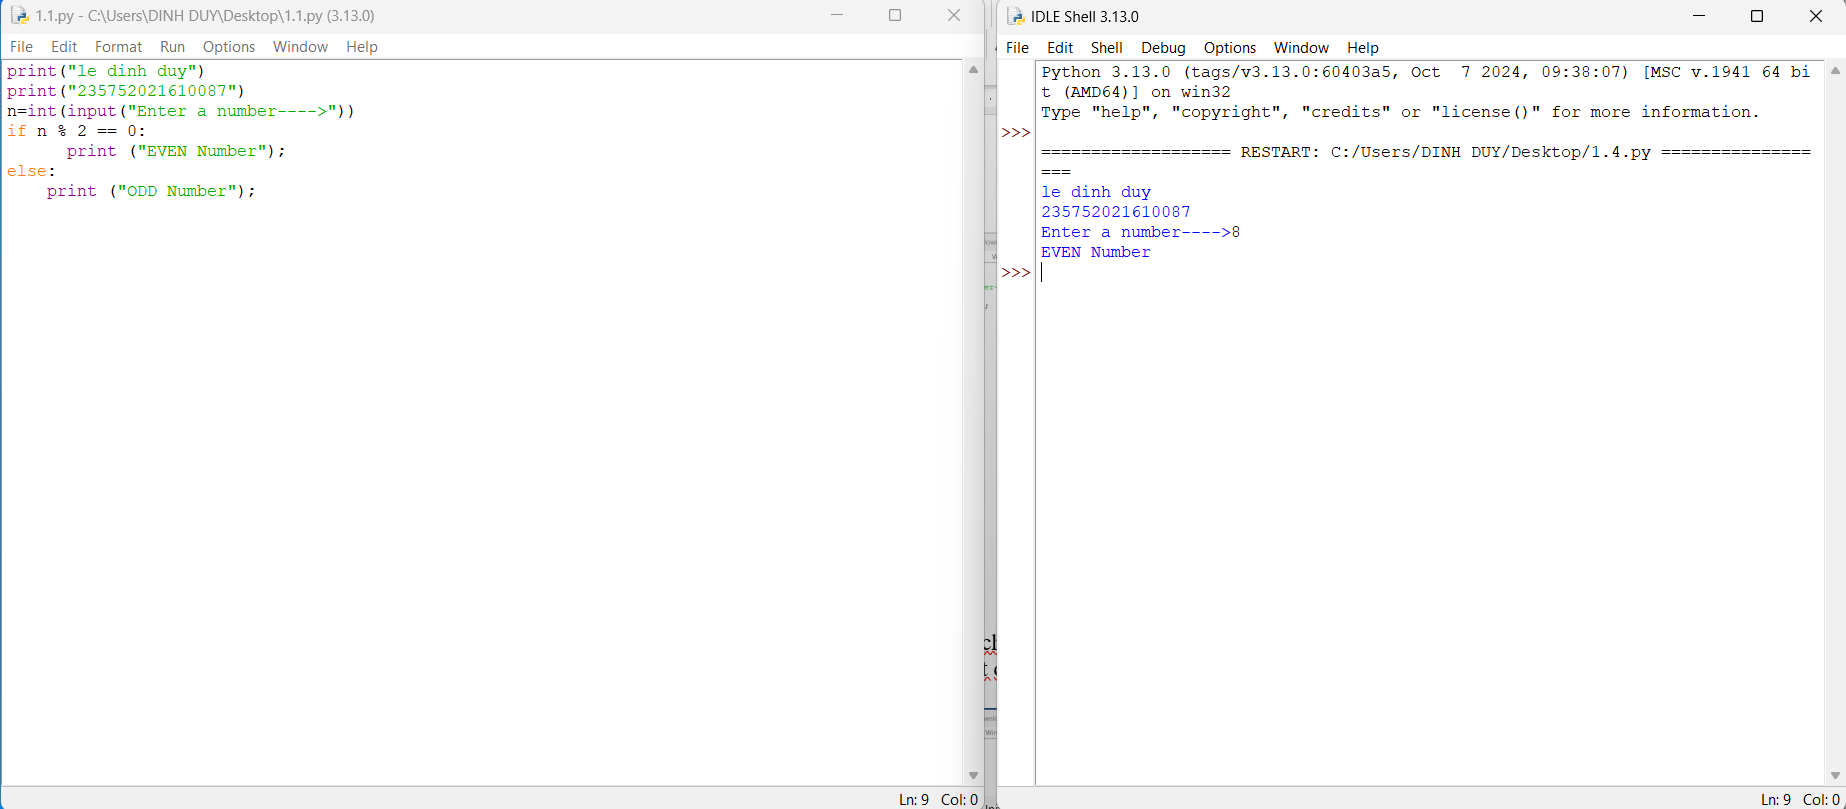 1.1.py - C:\Users\DINH DUY\Desktop\1.1.py (3.13.0)
File Edit Format Run Options Window Help
print("le dinh duy")
print("235752021610087")
n=int(input("Enter a number---->"))
if n % 2 == 0:
      print ("EVEN Number");
else:
    print ("ODD Number");
Ln: 9 Col: 0
IDLE Shell 3.13.0
File Edit Shell Debug Options Window Help
Python 3.13.0 (tags/v3.13.0:60403a5, Oct  7 2024, 09:38:07) [MSC v.1941 64 bi
t (AMD64)] on win32
Type "help", "copyright", "credits" or "license()" for more information.
>>>
=================== RESTART: C:/Users/DINH DUY/Desktop/1.4.py ===============
===
le dinh duy
235752021610087
Enter a number---->8
EVEN Number
>>>
Ln: 9 Col: 0